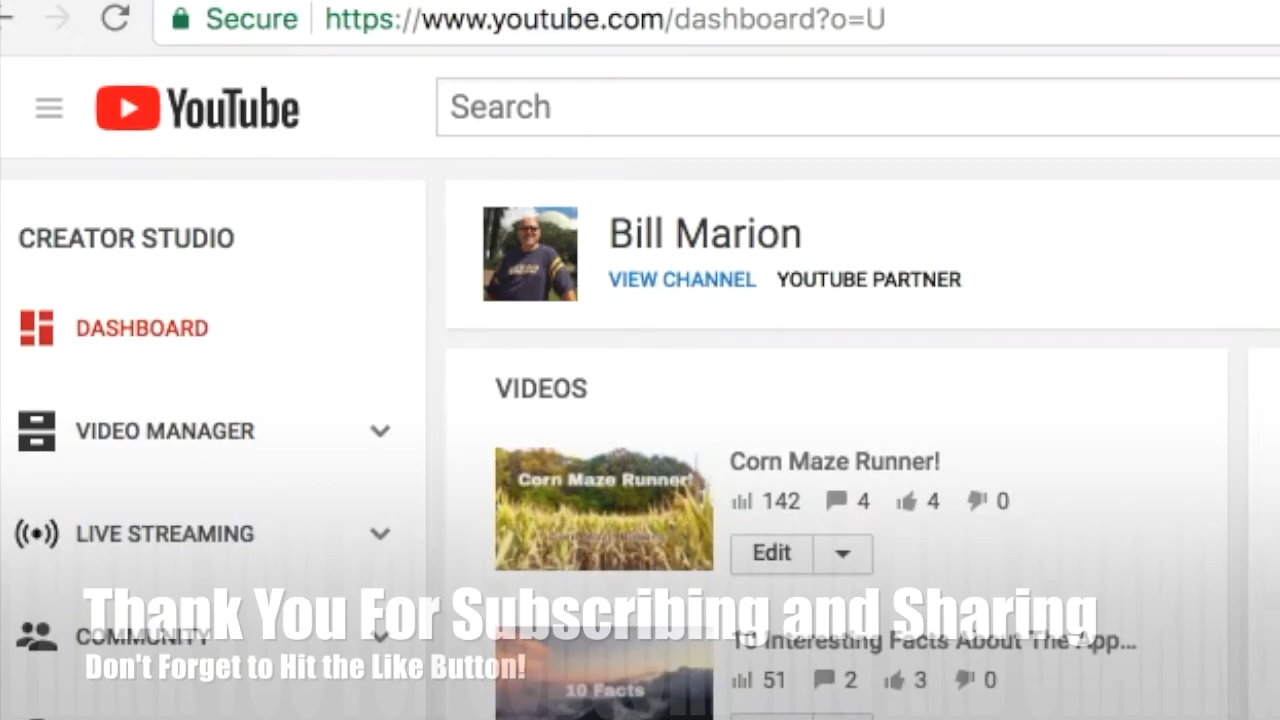 Secure https://www.youtube.com/dashboard?o=U
YouTube
Search
CREATOR STUDIO
Bill Marion
VIEW CHANNEL YOUTUBE PARTNER
DASHBOARD
VIDEOS
VIDEO MANAGER
Corn Maze Runner!
Corn Maze Runner!
142 4 4 0
LIVE STREAMING
Edit
Thank You For Subscribing and Sharing
COMMUNITY
10 Interesting Facts About The App...
Don't Forget to Hit the Like Button!
10 Facts
51 2 3 0